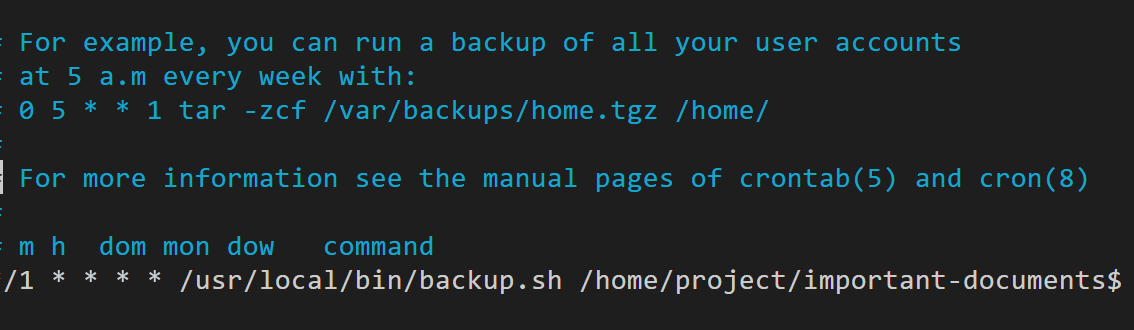 # For example, you can run a backup of all your user accounts
# at 5 a.m every week with:
# 0 5 * * 1 tar -zcf /var/backups/home.tgz /home/
#
# For more information see the manual pages of crontab(5) and cron(8)
#
# m h  dom mon dow   command
*/1 * * * * /usr/local/bin/backup.sh /home/project/important-documents$